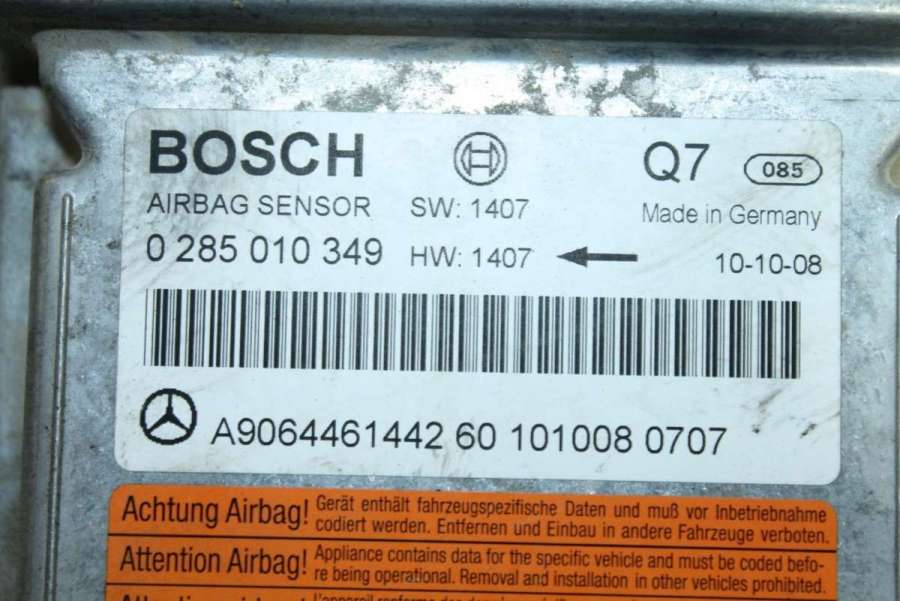 BOSCH Q7 085
AIRBAG SENSOR SW: 1407 Made in Germany
0 285 010 349 HW: 1407 10-10-08
A9064461442 60 101008 0707
Achtung Airbag! Gerät enthält fahrzeugspezifische Daten und muß vor Inbetriebnahme
codiert werden. Entfernen und Einbau in andere Fahrzeuge verboten.
Attention Airbag! Appliance contains data for the specific vehicle and must be coded befo-
re being operational. Removal and installation in other vehicles prohibited.